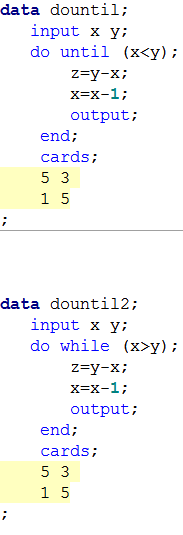 data dountil;
input x y;
do until (x<y);
z=y-x;
x=x-1;
output;
end;
cards;
5 3
1 5
;
data dountil2;
input x y;
do while (x>y);
z=y-x;
x=x-1;
output;
end;
cards;
5 3
1 5
;